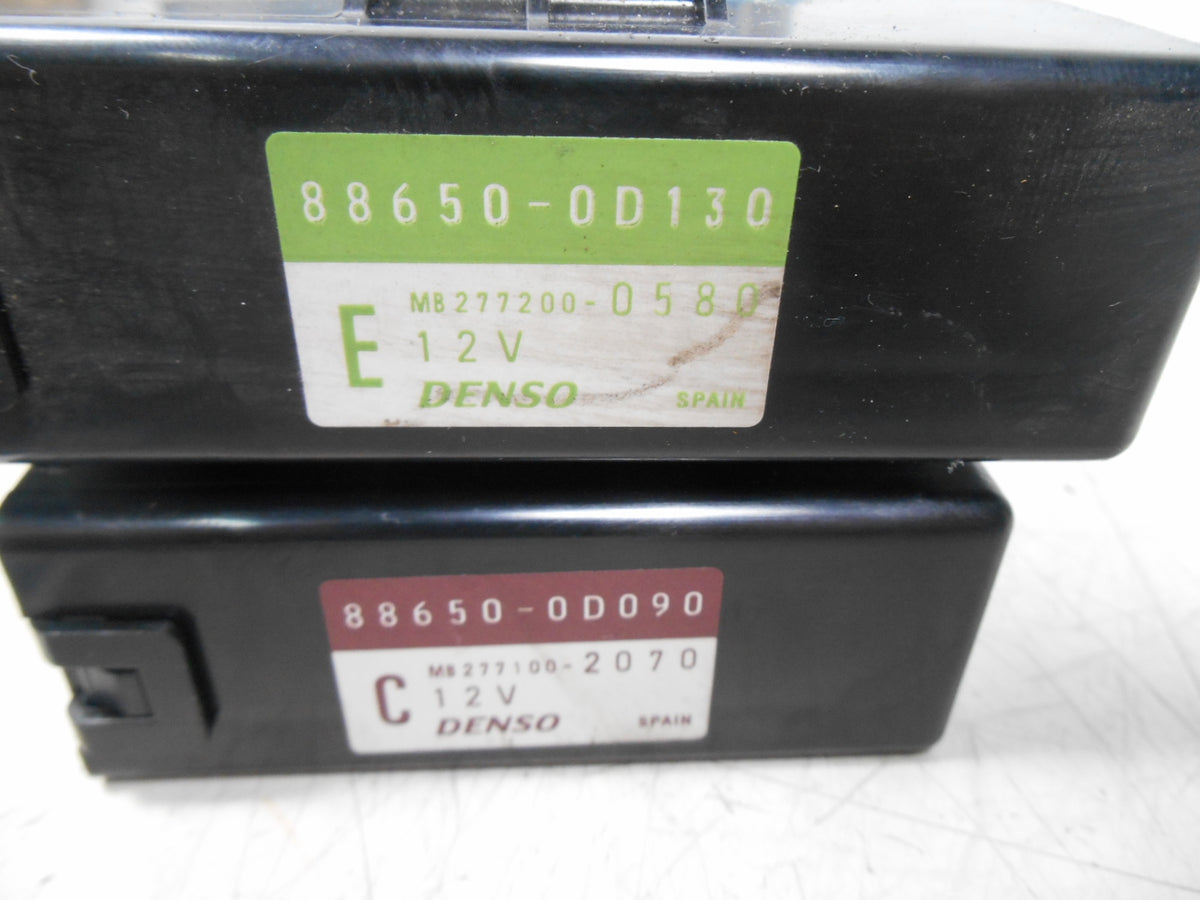 88650-0D130
E
MB277200-0580
12V
DENSO SPAIN
88650-0D090
C
MB277100-2070
12V
DENSO SPAIN